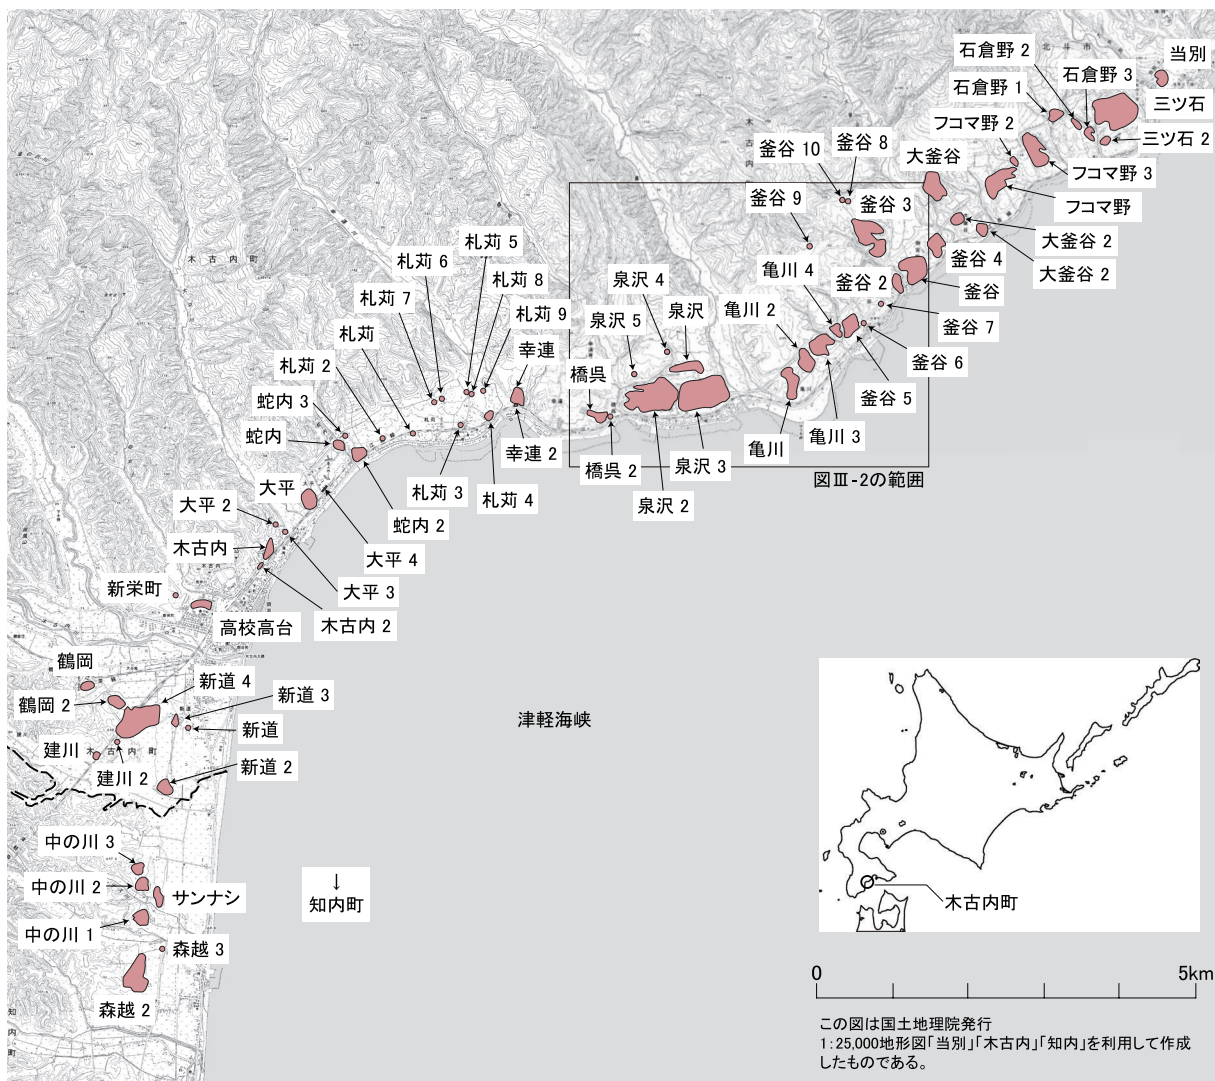 当別
石倉野 2
石倉野 3
石倉野 1
三ツ石
フコマ野 2
三ツ石 2
釜谷 10
釜谷 8
大釜谷
フコマ野 3
釜谷 9
釜谷 3
フコマ野
大釜谷 2
大釜谷 2
釜谷 4
札苅 5
札苅 6
札苅 8
泉沢 4
亀川 4
釜谷 2
釜谷
札苅 7
札苅 9
泉沢 5
泉沢
亀川 2
釜谷 7
札苅
幸連
橋呉
釜谷 6
札苅 2
釜谷 5
蛇内 3
蛇内
亀川
亀川 3
幸連 2
橋呉 2
泉沢 3
泉沢 2
図Ⅲ-2の範囲
札苅 3
札苅 4
大平
蛇内 2
大平 2
木古内
大平 4
大平 3
新栄町
高校高台
木古内 2
木古内町
北斗市
鶴岡
新道 4
新道 3
鶴岡 2
新道
津軽海峡
建川
木古内町
建川 2
新道 2
中の川 3
中の川 2
サンナシ
中の川 1
↓
知内町
森越 3
森越 2
知内町
木古内町
0
5km
この図は国土地理院発行
1:25,000地形図「当別」「木古内」「知内」を利用して作成
したものである。